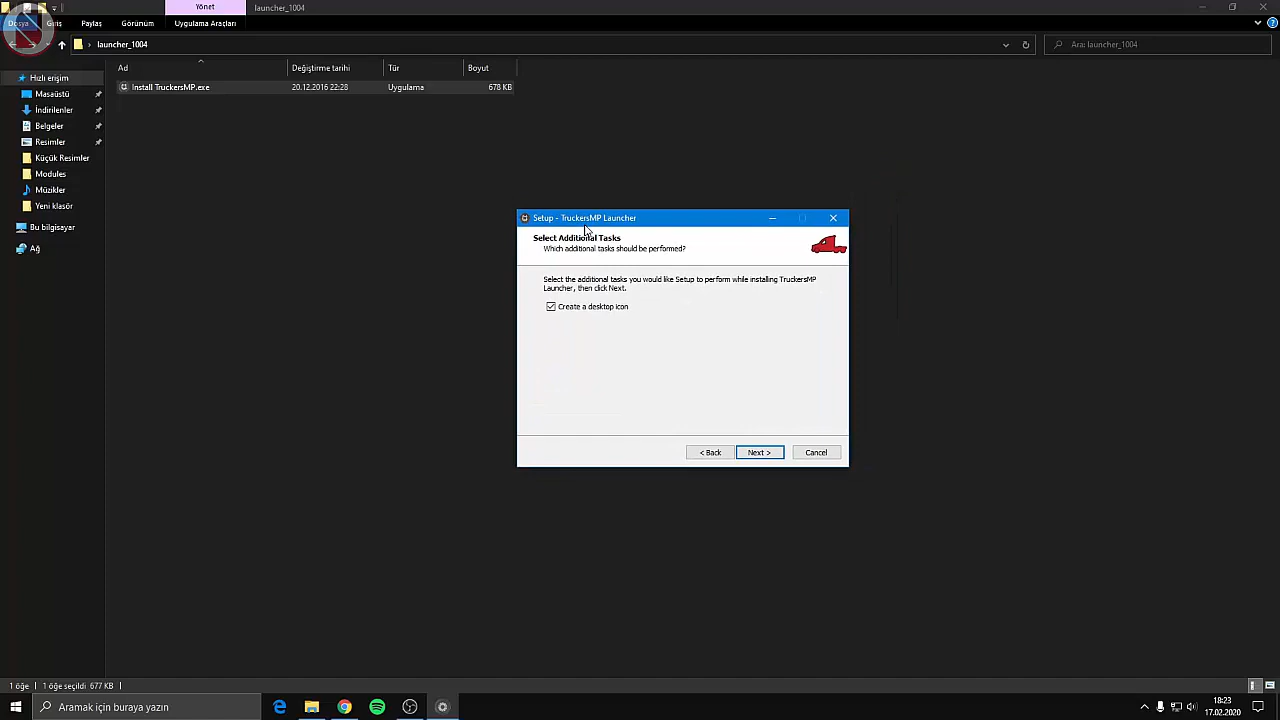 Yönet
launcher_1004
Dosya
Giriş
Paylaş
Görünüm
Uygulama Araçları
launcher_1004
Ara: launcher_1004
Ad
Değiştirme tarihi
Tür
Boyut
Install TruckersMP.exe
20.12.2016 22:28
Uygulama
678 KB
Hızlı erişim
Masaüstü
İndirilenler
Belgeler
Resimler
Küçük Resimler
Modules
Müzikler
Yeni klasör
Bu bilgisayar
Ağ
Setup - TruckersMP Launcher
Select Additional Tasks
Which additional tasks should be performed?
Select the additional tasks you would like Setup to perform while installing TruckersMP
Launcher, then click Next.
Create a desktop icon
< Back
Next >
Cancel
1 öğe
1 öğe seçildi 677 KB
Aramak için buraya yazın
18:23
17.02.2020